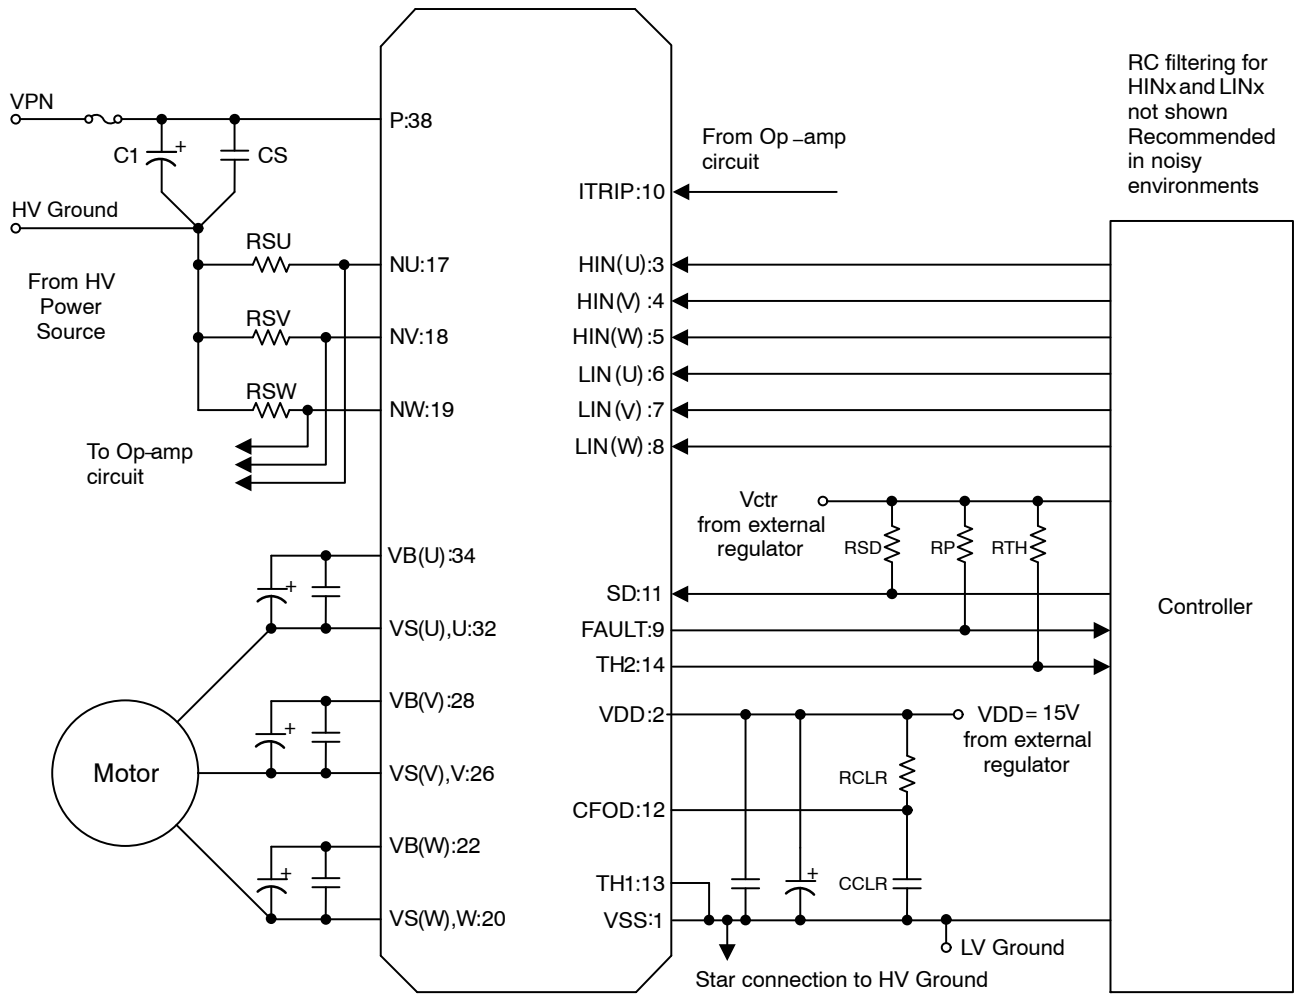 VPN
C1
+
CS
HV Ground
From HV
Power
Source
RSU
RSV
RSW
To Op-amp
circuit
+
+
+
Motor
P:38
NU:17
NV:18
NW:19
VB(U):34
VS(U),U:32
VB(V):28
VS(V),V:26
VB(W):22
VS(W),W:20
ITRIP:10
HIN(U):3
HIN(V):4
HIN(W):5
LIN(U):6
LIN(V):7
LIN(W):8
SD:11
FAULT:9
TH2:14
VDD:2
CFOD:12
TH1:13
VSS:1
From Op-amp
circuit
Vctr
from external
regulator
RSD
RP
RTH
VDD=15V
from external
regulator
RCLR
+
CCLR
LV Ground
Star connection to HV Ground
RC filtering for
HINx and LINx
not shown
Recommended
in noisy
environments
Controller